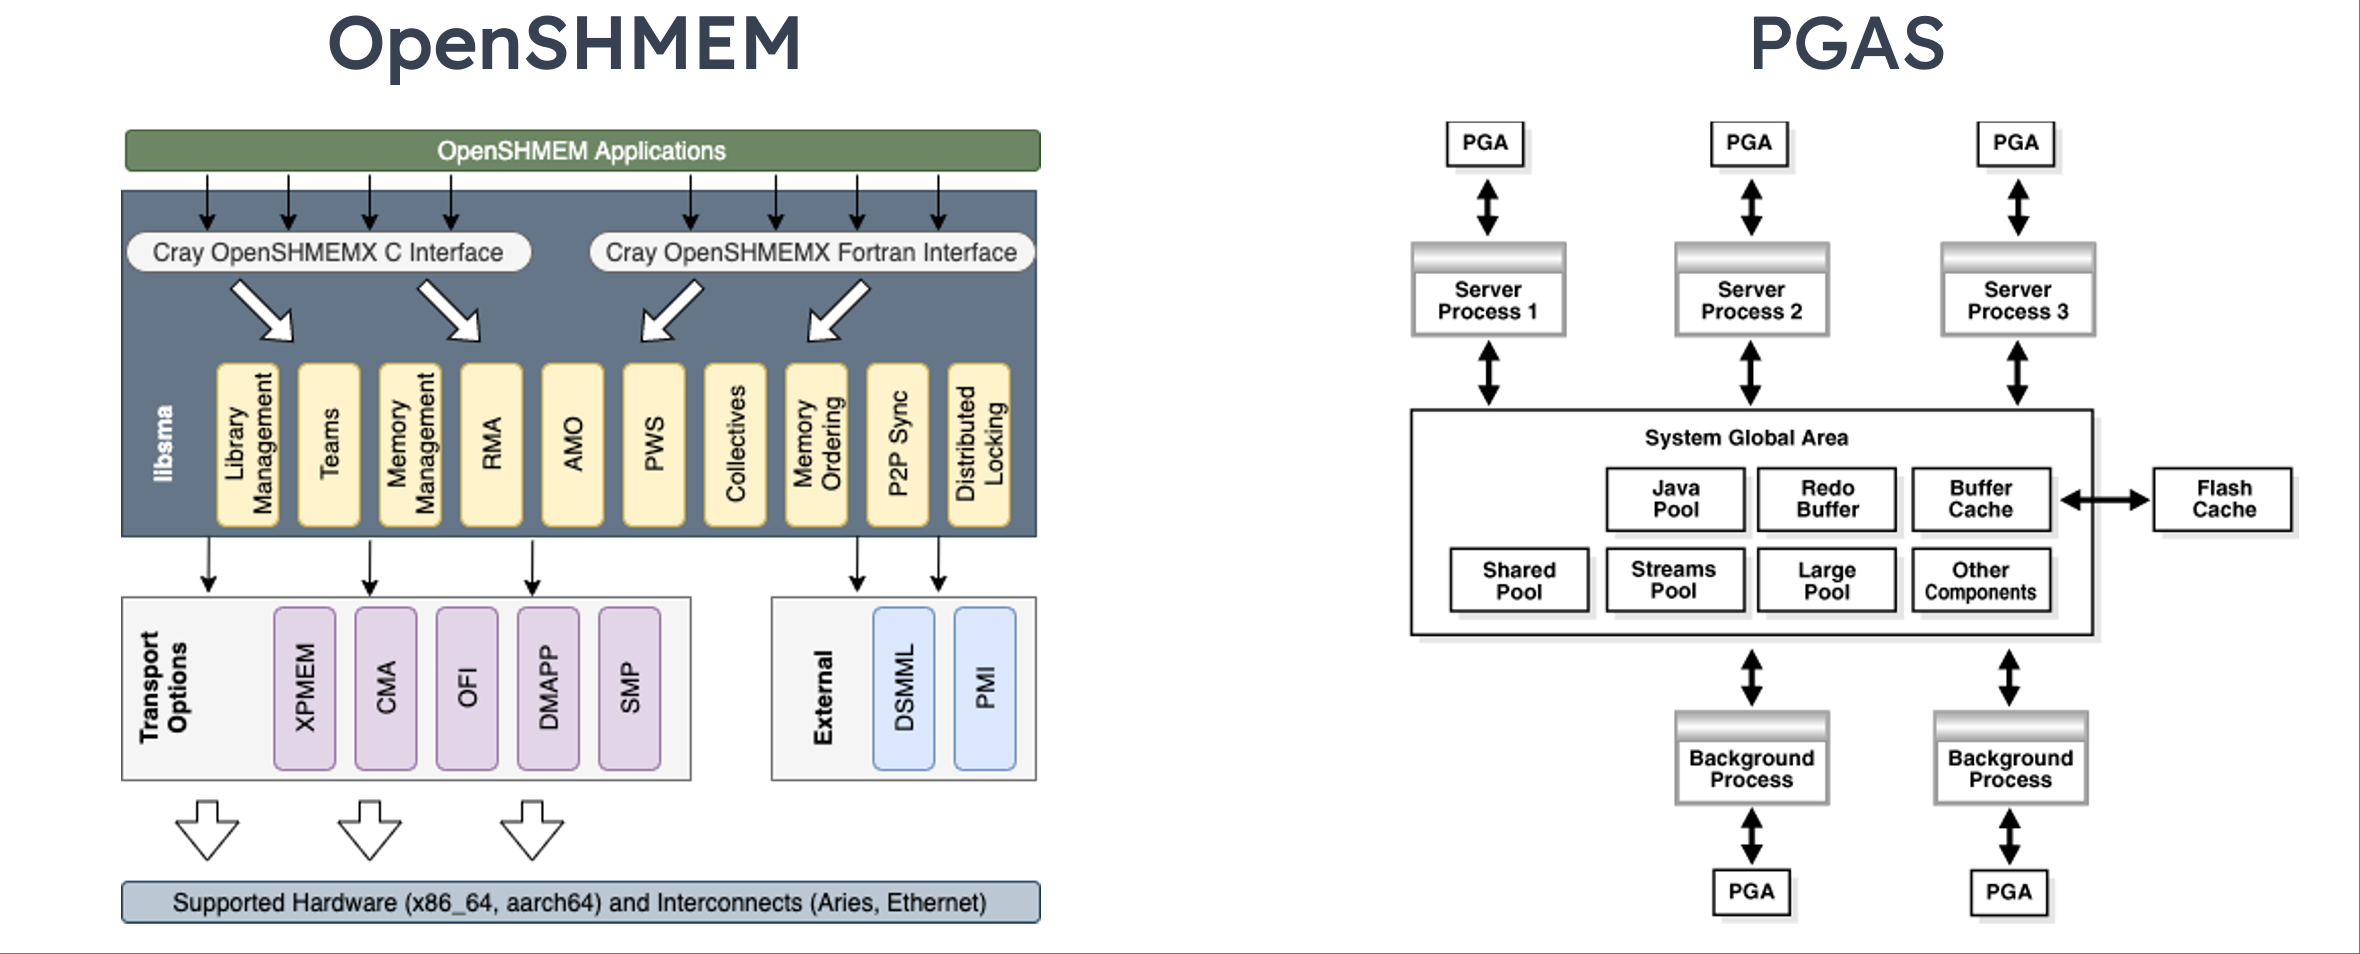 OpenSHMEM
OpenSHMEM Applications
Cray OpenSHMEMX C Interface
Cray OpenSHMEMX Fortran Interface
libsma
Library
Management
Teams
Memory
Management
RMA
AMO
PWS
Collectives
Memory
Ordering
P2P Sync
Distributed
Locking
Transport
Options
XPMEM
CMA
OFI
DMAPP
SMP
External
DSMML
PMI
Supported Hardware (x86_64, aarch64) and Interconnects (Aries, Ethernet)
PGAS
PGA
PGA
PGA
Server
Process 1
Server
Process 2
Server
Process 3
System Global Area
Java
Pool
Redo
Buffer
Buffer
Cache
Flash
Cache
Shared
Pool
Streams
Pool
Large
Pool
Other
Components
Background
Process
Background
Process
PGA
PGA